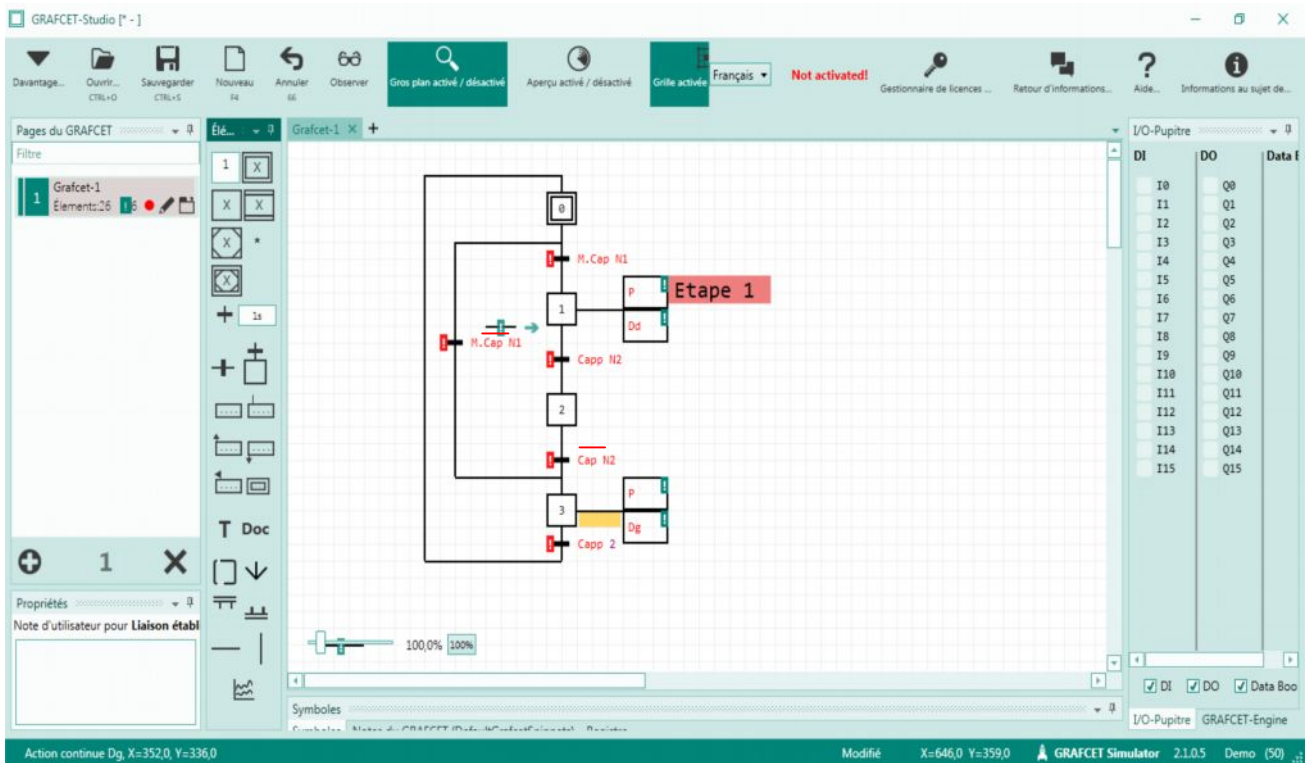 GRAFCET-Studio [* - ]
Davantage...
Ouvrir...
CTRL+O
Sauvegarder
CTRL+S
Nouveau
F4
Annuler
66
Observer
Gros plan activé / désactivé
Aperçu activé / désactivé
Grille activée
Français
Not activated!
Gestionnaire de licences ...
Retour d'informations...
Aide...
Informations au sujet de...
Pages du GRAFCET
Filtre
1
Grafcet-1
Élements:26 6
1
Propriétés
Note d'utilisateur pour Liaison établ
Élé...
1 X
X X
X *
X
1s
T Doc
Grafcet-1
0
M.Cap N1
1
P
Etape 1
Dd
M.Cap N1
Capp N2
2
Cap N2
3
P
Dg
Capp 2
100,0% 100%
Symboles
I/O-Pupitre
DI DO Data B
I0 Q0
I1 Q1
I2 Q2
I3 Q3
I4 Q4
I5 Q5
I6 Q6
I7 Q7
I8 Q8
I9 Q9
I10 Q10
I11 Q11
I12 Q12
I13 Q13
I14 Q14
I15 Q15
DI DO Data Boo
I/O-Pupitre GRAFCET-Engine
Action continue Dg, X=352,0, Y=336,0
Modifié X=646,0 Y=359,0 GRAFCET Simulator 2.1.0.5 Demo (50)